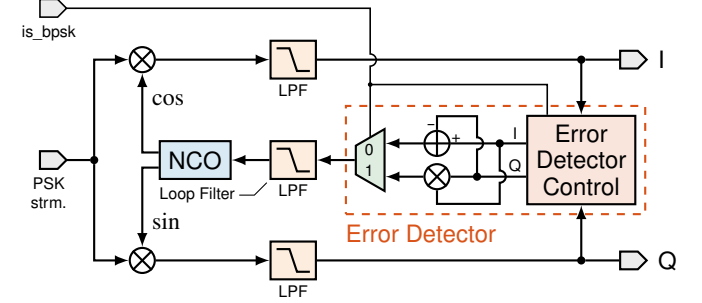 is_bpsk
LPF
I
cos
PSK
strm.
NCO
Loop Filter
LPF
0
1
−
+
I
Q
Error
Detector
Control
Error Detector
sin
LPF
Q